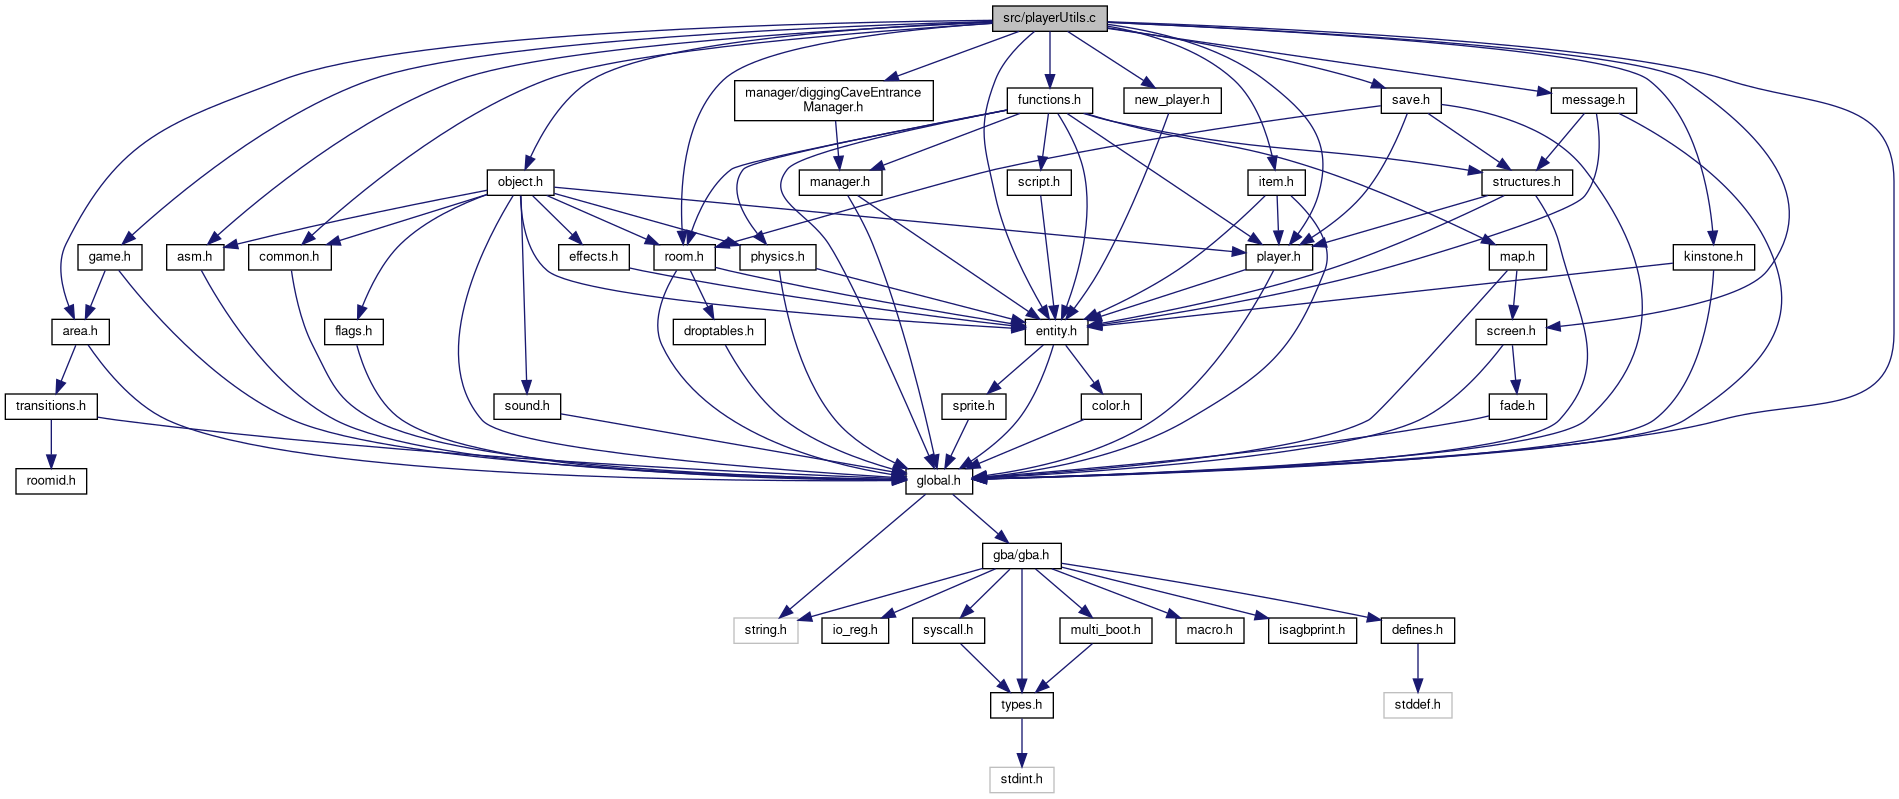 src/playerUtils.c
manager/diggingCaveEntrance
Manager.h
functions.h
new_player.h
save.h
message.h
object.h
manager.h
script.h
item.h
structures.h
game.h
asm.h
common.h
effects.h
room.h
physics.h
player.h
map.h
kinstone.h
area.h
flags.h
droptables.h
entity.h
screen.h
transitions.h
sound.h
sprite.h
color.h
fade.h
roomid.h
global.h
gba/gba.h
string.h
io_reg.h
syscall.h
multi_boot.h
macro.h
isagbprint.h
defines.h
types.h
stddef.h
stdint.h